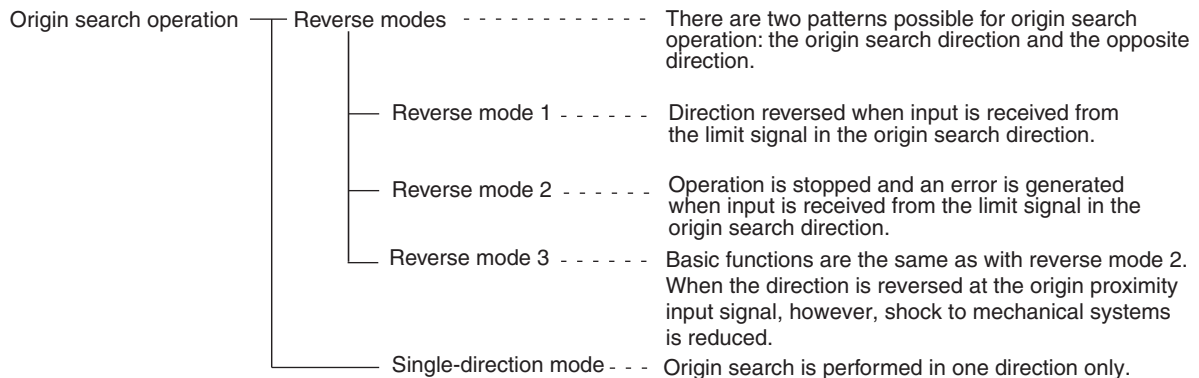 Origin search operation
Reverse modes
There are two patterns possible for origin search
operation: the origin search direction and the opposite
direction.
Reverse mode 1
Direction reversed when input is received from
the limit signal in the origin search direction.
Reverse mode 2
Operation is stopped and an error is generated
when input is received from the limit signal in the
origin search direction.
Reverse mode 3
Basic functions are the same as with reverse mode 2.
When the direction is reversed at the origin proximity
input signal, however, shock to mechanical systems
is reduced.
Single-direction mode
Origin search is performed in one direction only.